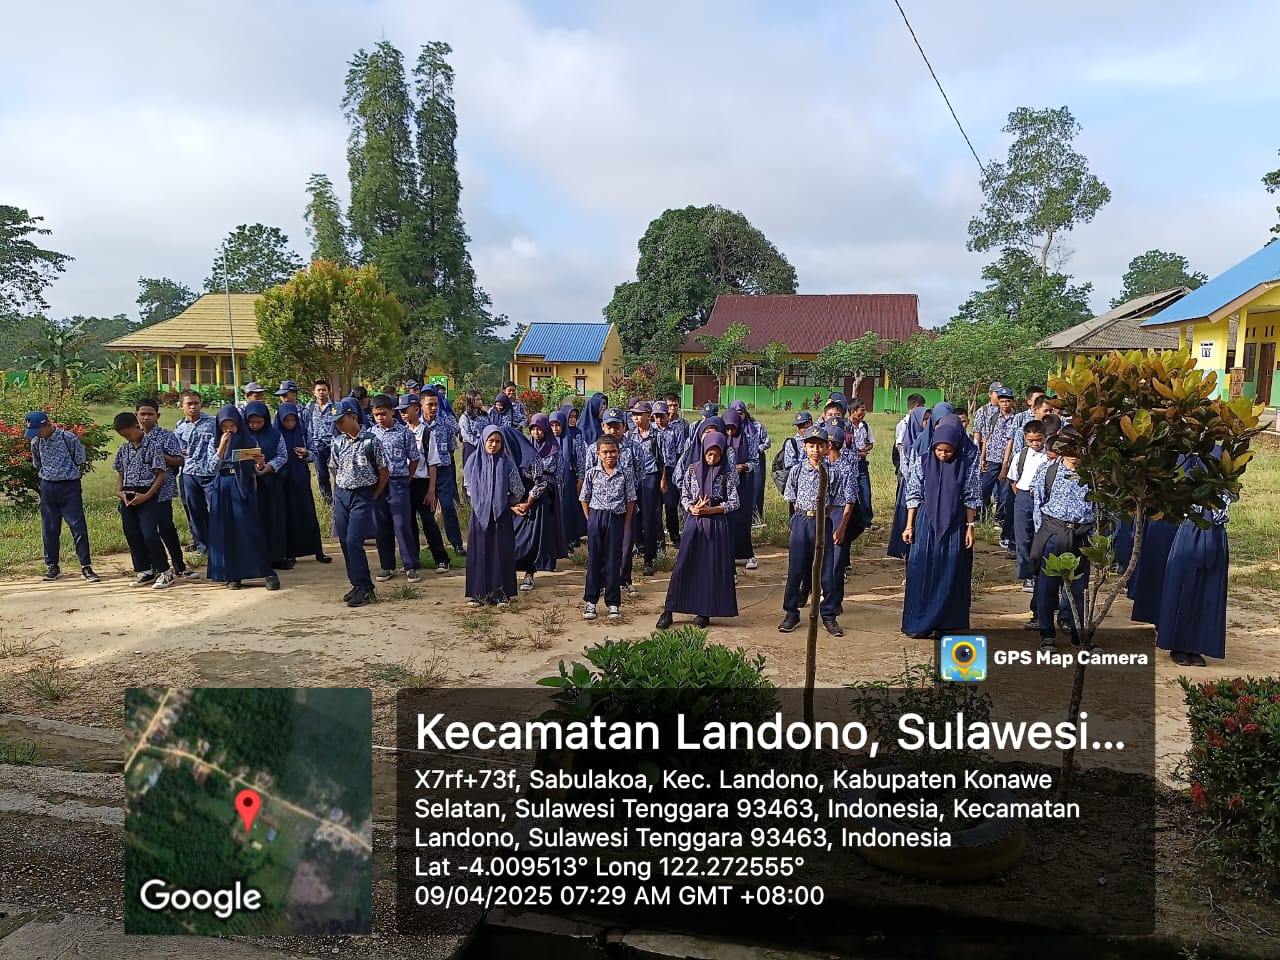 GPS Map Camera
Kecamatan Landono, Sulawesi...
X7rf+73f, Sabulakoa, Kec. Landono, Kabupaten Konawe
Selatan, Sulawesi Tenggara 93463, Indonesia, Kecamatan
Landono, Sulawesi Tenggara 93463, Indonesia
Lat -4.009513° Long 122.272555°
09/04/2025 07:29 AM GMT +08:00
Google